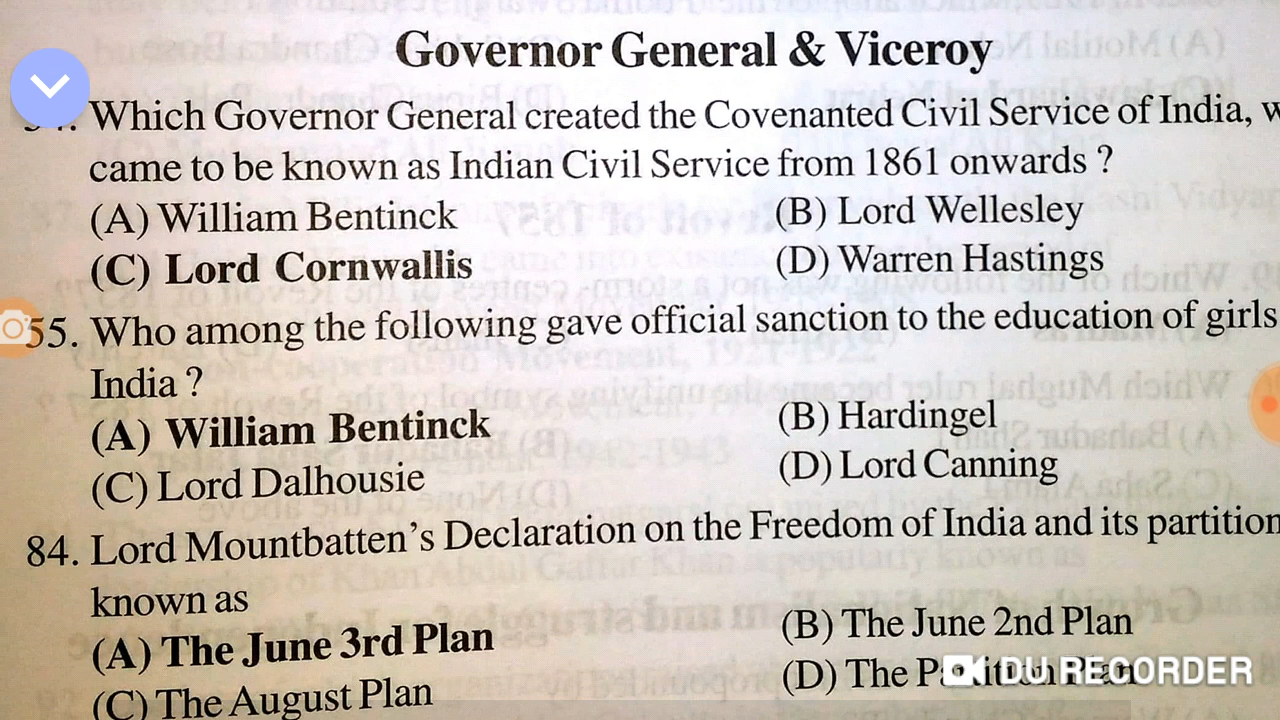 Governor General & Viceroy
Which Governor General created the Covenanted Civil Service of India,
came to be known as Indian Civil Service from 1861 onwards ?
(A) William Bentinck (B) Lord Wellesley
(C) Lord Cornwallis (D) Warren Hastings
55. Who among the following gave official sanction to the education of girls
India ?
(A) William Bentinck (B) Hardingel
(C) Lord Dalhousie (D) Lord Canning
84. Lord Mountbatten's Declaration on the Freedom of India and its partition
known as
(A) The June 3rd Plan (B) The June 2nd Plan
(C) The August Plan (D) The Partition Plan
DU RECORDER